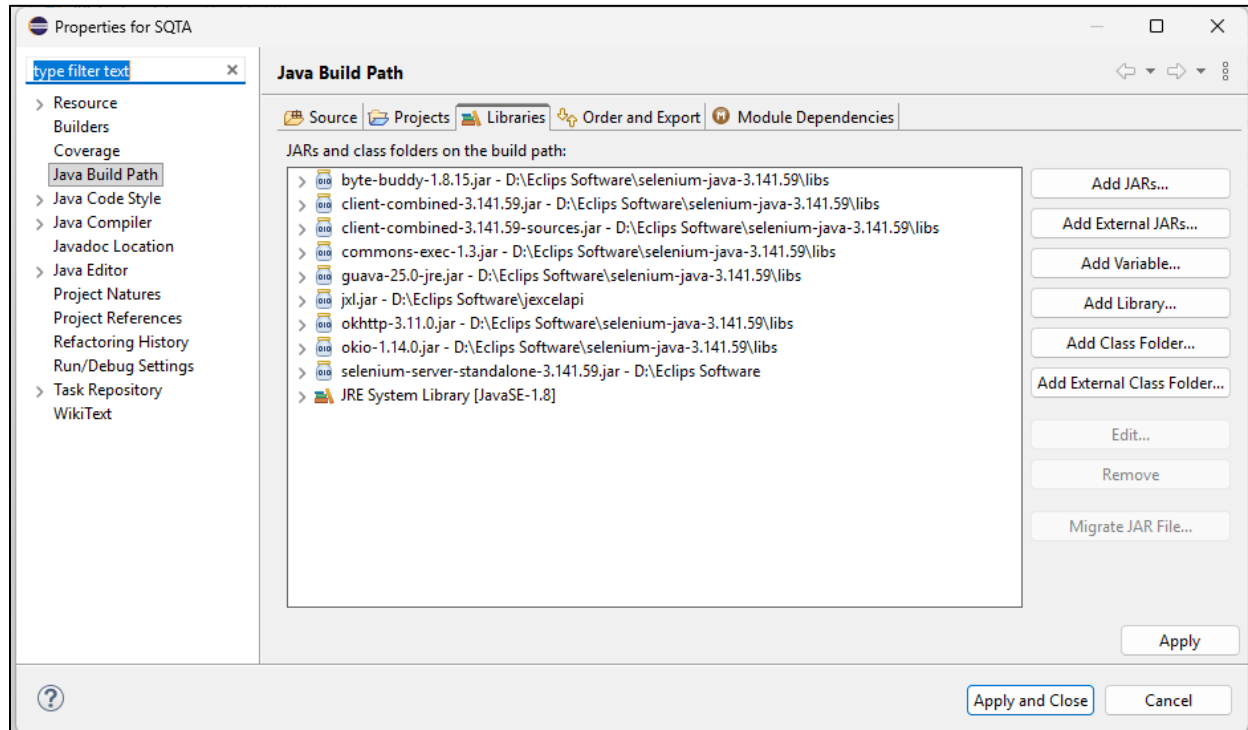 Properties for SQTA
type filter text
Resource
Builders
Coverage
Java Build Path
Java Code Style
Java Compiler
Javadoc Location
Java Editor
Project Natures
Project References
Refactoring History
Run/Debug Settings
Task Repository
WikiText
Java Build Path
Source Projects Libraries Order and Export M Module Dependencies
JARs and class folders on the build path:
010 byte-buddy-1.8.15.jar - D:\Eclips Software\selenium-java-3.141.59\libs
010 client-combined-3.141.59.jar - D:\Eclips Software\selenium-java-3.141.59\libs
010 client-combined-3.141.59-sources.jar - D:\Eclips Software\selenium-java-3.141.59\libs
010 commons-exec-1.3.jar - D:\Eclips Software\selenium-java-3.141.59\libs
010 guava-25.0-jre.jar - D:\Eclips Software\selenium-java-3.141.59\libs
010 jxl.jar - D:\Eclips Software\jexcelapi
010 okhttp-3.11.0.jar - D:\Eclips Software\selenium-java-3.141.59\libs
010 okio-1.14.0.jar - D:\Eclips Software\selenium-java-3.141.59\libs
010 selenium-server-standalone-3.141.59.jar - D:\Eclips Software
JRE System Library [JavaSE-1.8]
Add JARs...
Add External JARs...
Add Variable...
Add Library...
Add Class Folder...
Add External Class Folder...
Edit...
Remove
Migrate JAR File...
Apply
?
Apply and Close
Cancel